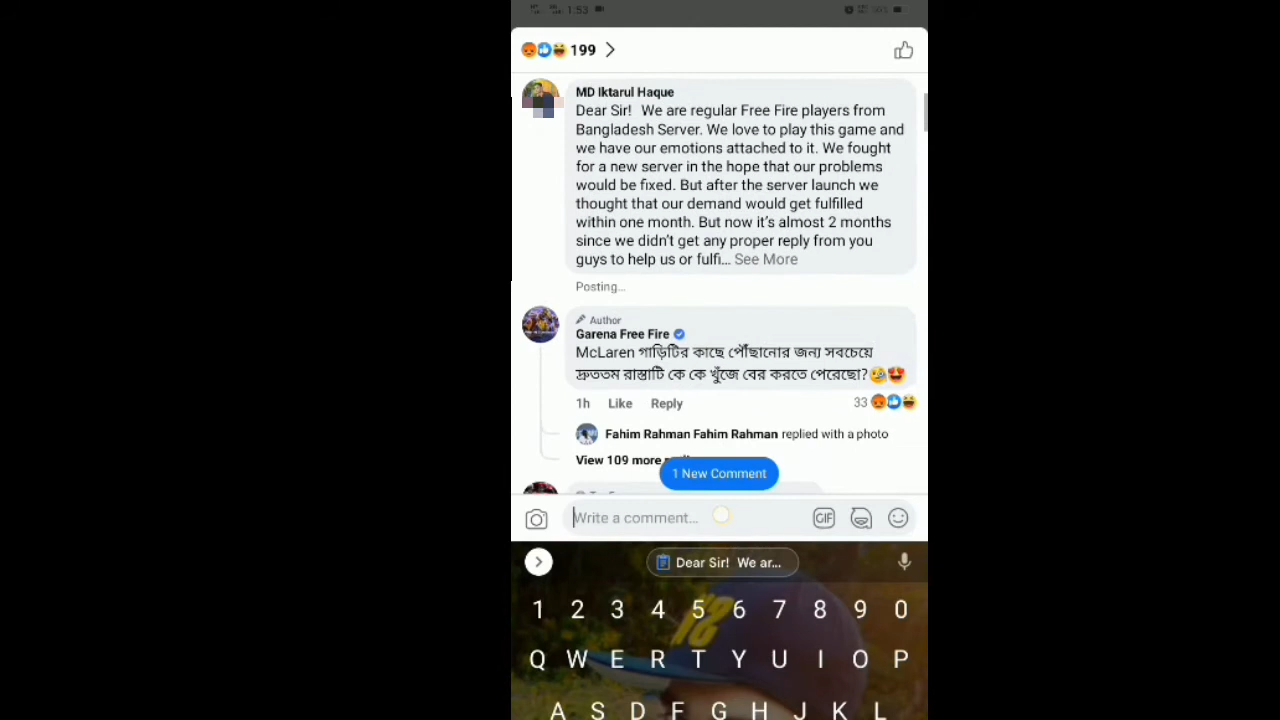 1:53
199
MD Iktarul Haque
Dear Sir! We are regular Free Fire players from
Bangladesh Server. We love to play this game and
we have our emotions attached to it. We fought
for a new server in the hope that our problems
would be fixed. But after the server launch we
thought that our demand would get fulfilled
within one month. But now it's almost 2 months
since we didn't get any proper reply from you
guys to help us or fulfi... See More
Posting...
Author
Garena Free Fire
McLaren গাড়িটির কাছে পৌঁছানোর জন্য সবচেয়ে
দ্রুততম রাস্তাটি কে কে খুঁজে বের করতে পেরেছো?🤔😍
1h Like Reply 33
Fahim Rahman Fahim Rahman replied with a photo
View 109 more
1 New Comment
Write a comment... GIF
Dear Sir! We ar...
1 2 3 4 5 6 7 8 9 0
Q W E R T Y U I O P
A S D F G H J K L
18